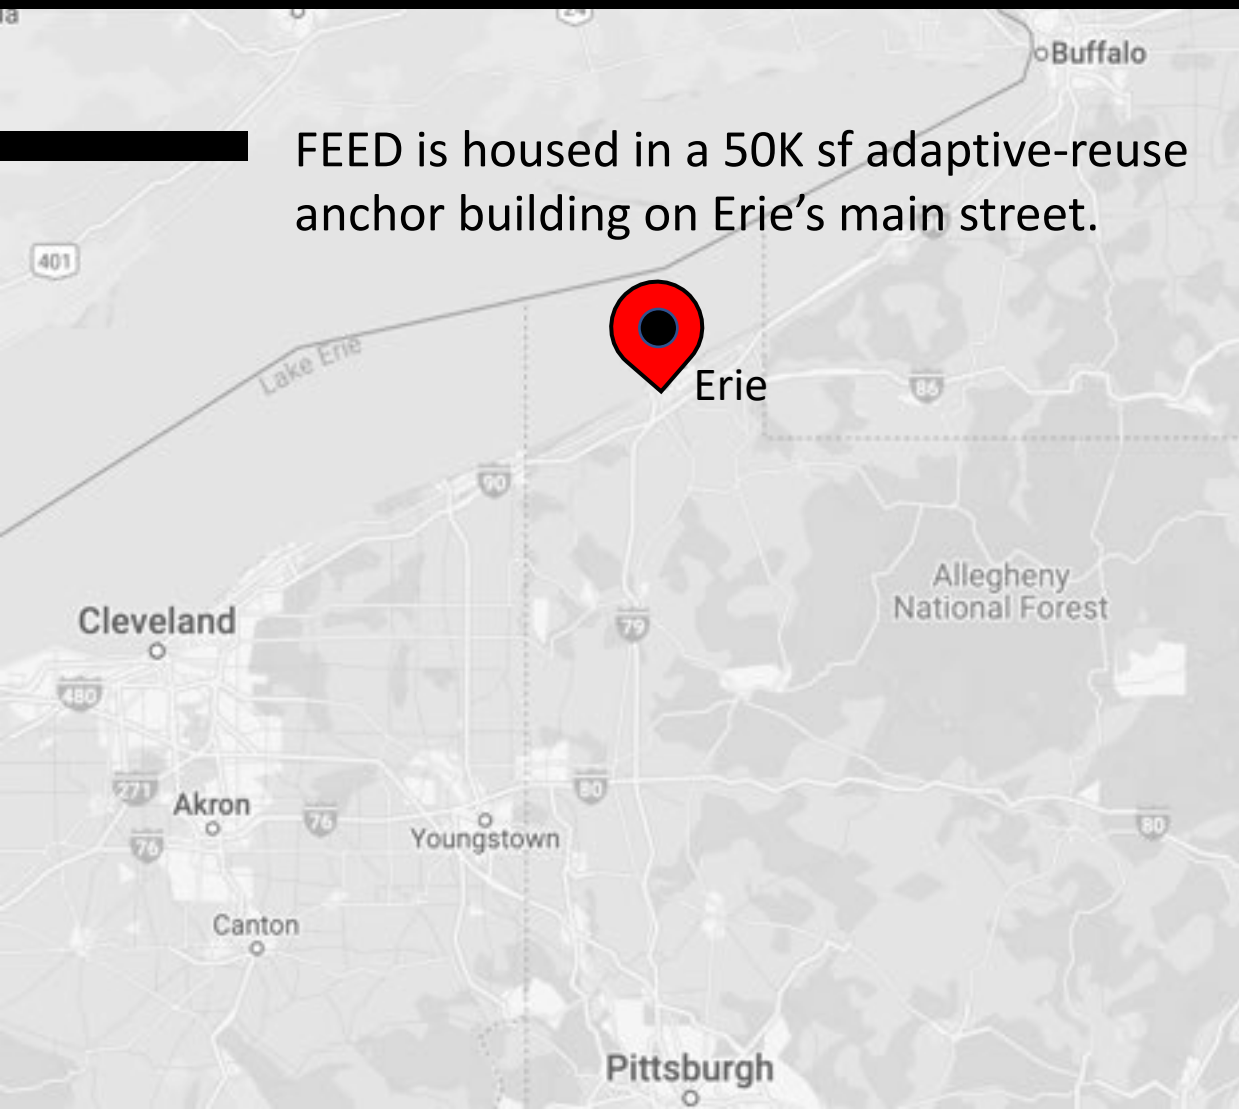 24
Buffalo
FEED is housed in a 50K sf adaptive-reuse
anchor building on Erie’s main street.
401
Lake Erie
Erie
86
90
Allegheny
National Forest
Cleveland
79
480
271
80
Akron
76
80
76
Youngstown
Canton
Pittsburgh